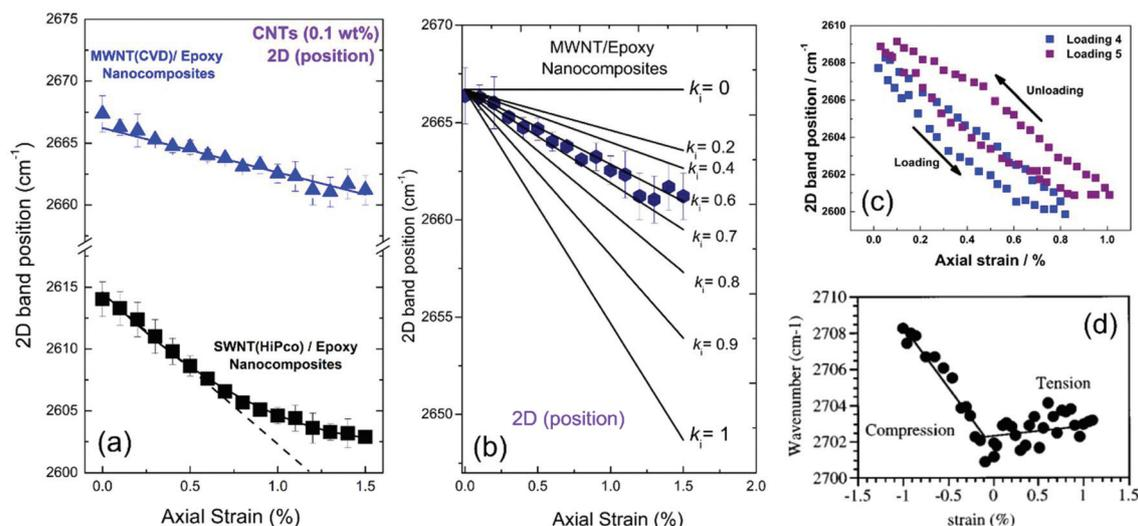 CNTs (0.1 wt%)
2D (position)
MWNT(CVD)/ Epoxy
Nanocomposites
SWNT(HiPco) / Epoxy
Nanocomposites
(a)
2675
2670
2665
2660
2615
2610
2605
2600
0.0 0.5 1.0 1.5
2D band position (cm-1)
Axial Strain (%)
MWNT/Epoxy
Nanocomposites
ki = 0
ki = 0.2
ki = 0.4
ki = 0.6
ki = 0.7
ki = 0.8
ki = 0.9
ki = 1
2D (position)
(b)
2670
2665
2660
2655
2650
0.0 0.5 1.0 1.5 2.0
2D band position (cm-1)
Axial Strain (%)
Loading 4
Loading 5
Unloading
Loading
(c)
2610
2608
2606
2604
2602
2600
0.0 0.2 0.4 0.6 0.8 1.0
2D band position / cm-1
Axial strain / %
(d)
Tension
Compression
2710
2708
2706
2704
2702
2700
-1.5 -1 -0.5 0 0.5 1 1.5
Wavenumber (cm-1)
strain (%)